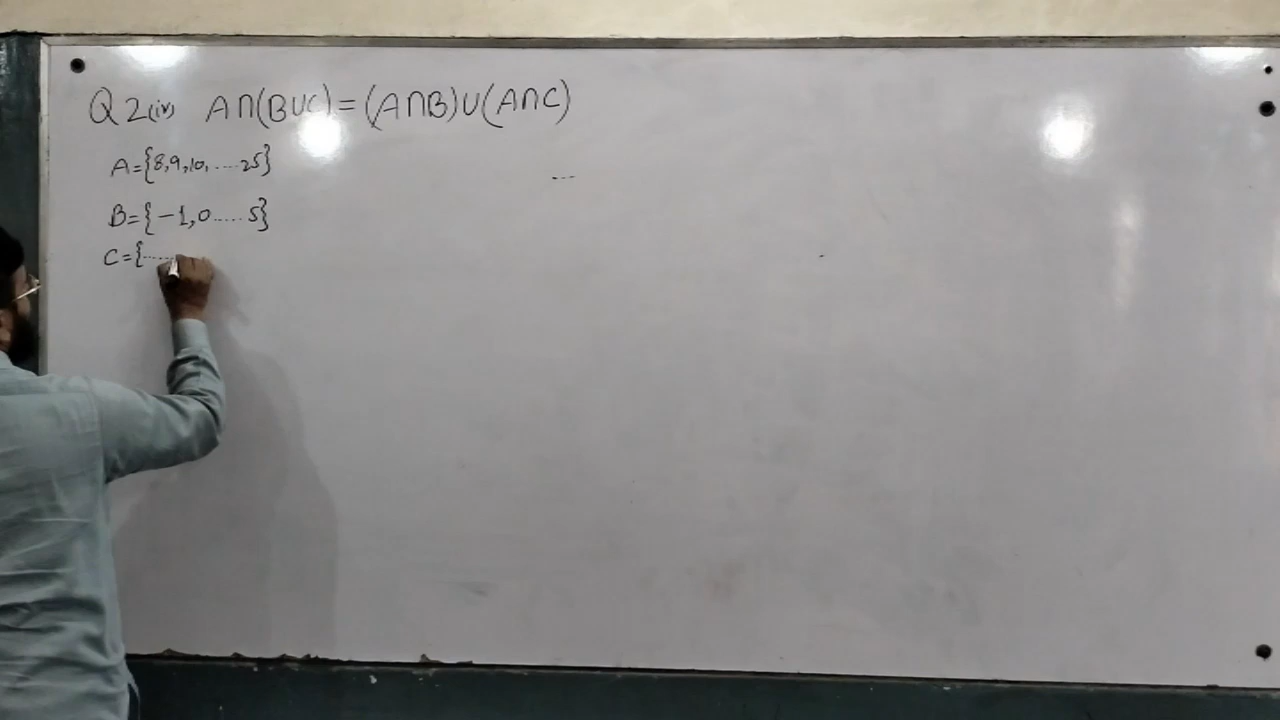 Q 2(iv) A∩(B∪C)=(A∩B)∪(A∩C)
A={8,9,10,....25}
B={-1,0.....5}
C={.....